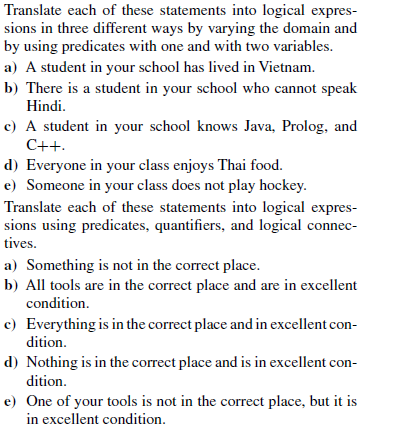 Translate each of these statements into logical expres-
sions in three different ways by varying the domain and
by using predicates with one and with two variables.
a) A student in your school has lived in Vietnam.
b) There is a student in your school who cannot speak
Hindi.
c) A student in your school knows Java, Prolog, and
C++.
d) Everyone in your class enjoys Thai food.
e) Someone in your class does not play hockey.
Translate each of these statements into logical expres-
sions using predicates, quantifiers, and logical connec-
tives.
a) Something is not in the correct place.
b) All tools are in the correct place and are in excellent
condition.
c) Everything is in the correct place and in excellent con-
dition.
d) Nothing is in the correct place and is in excellent con-
dition.
e) One of your tools is not in the correct place, but it is
in excellent condition.